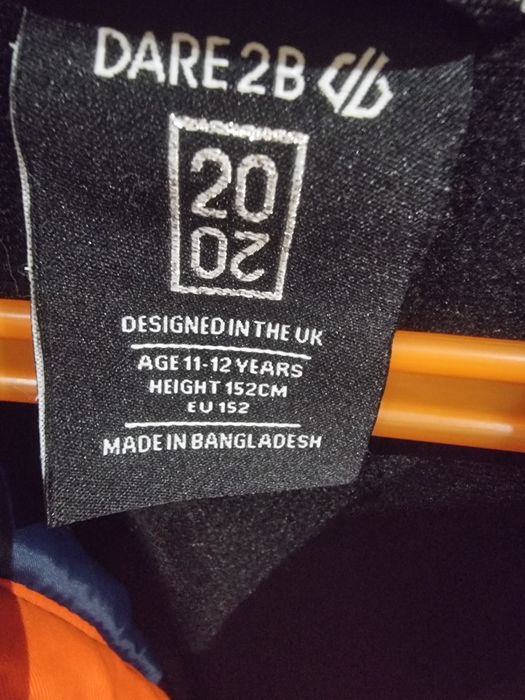 DARE 2B
20
20
DESIGNED IN THE UK
AGE 11-12 YEARS
HEIGHT 152CM
EU 152
MADE IN BANGLADESH